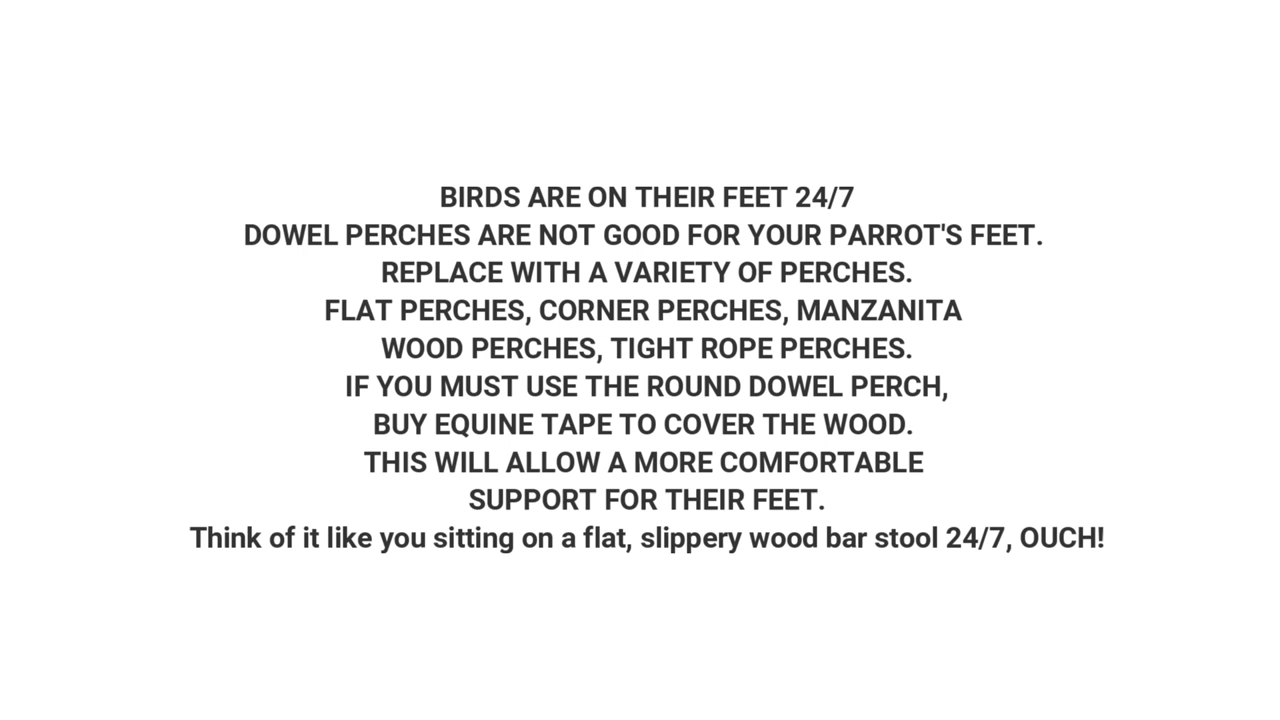 BIRDS ARE ON THEIR FEET 24/7
DOWEL PERCHES ARE NOT GOOD FOR YOUR PARROT'S FEET.
REPLACE WITH A VARIETY OF PERCHES.
FLAT PERCHES, CORNER PERCHES, MANZANITA
WOOD PERCHES, TIGHT ROPE PERCHES.
IF YOU MUST USE THE ROUND DOWEL PERCH,
BUY EQUINE TAPE TO COVER THE WOOD.
THIS WILL ALLOW A MORE COMFORTABLE
SUPPORT FOR THEIR FEET.
Think of it like you sitting on a flat, slippery wood bar stool 24/7, OUCH!